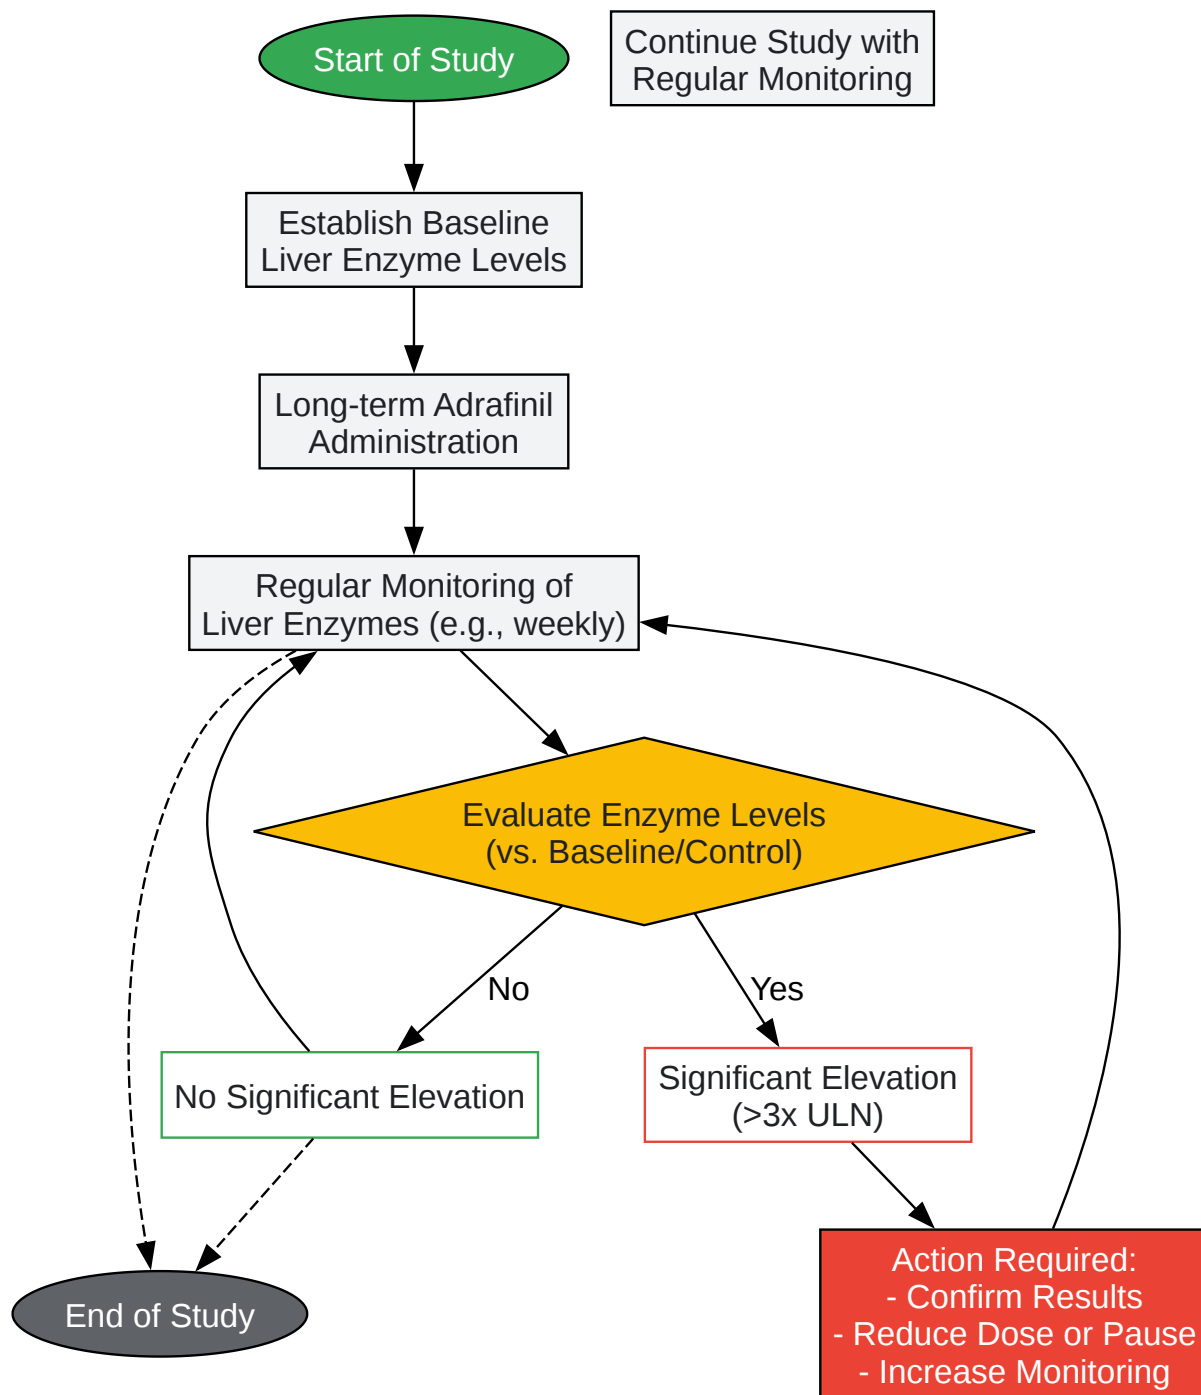 Start of Study
Continue Study with
Regular Monitoring
Establish Baseline
Liver Enzyme Levels
Long-term Adrafinil
Administration
Regular Monitoring of
Liver Enzymes (e.g., weekly)
Evaluate Enzyme Levels
(vs. Baseline/Control)
No
Yes
No Significant Elevation
Significant Elevation
(>3x ULN)
Action Required:
- Confirm Results
- Reduce Dose or Pause
- Increase Monitoring
End of Study